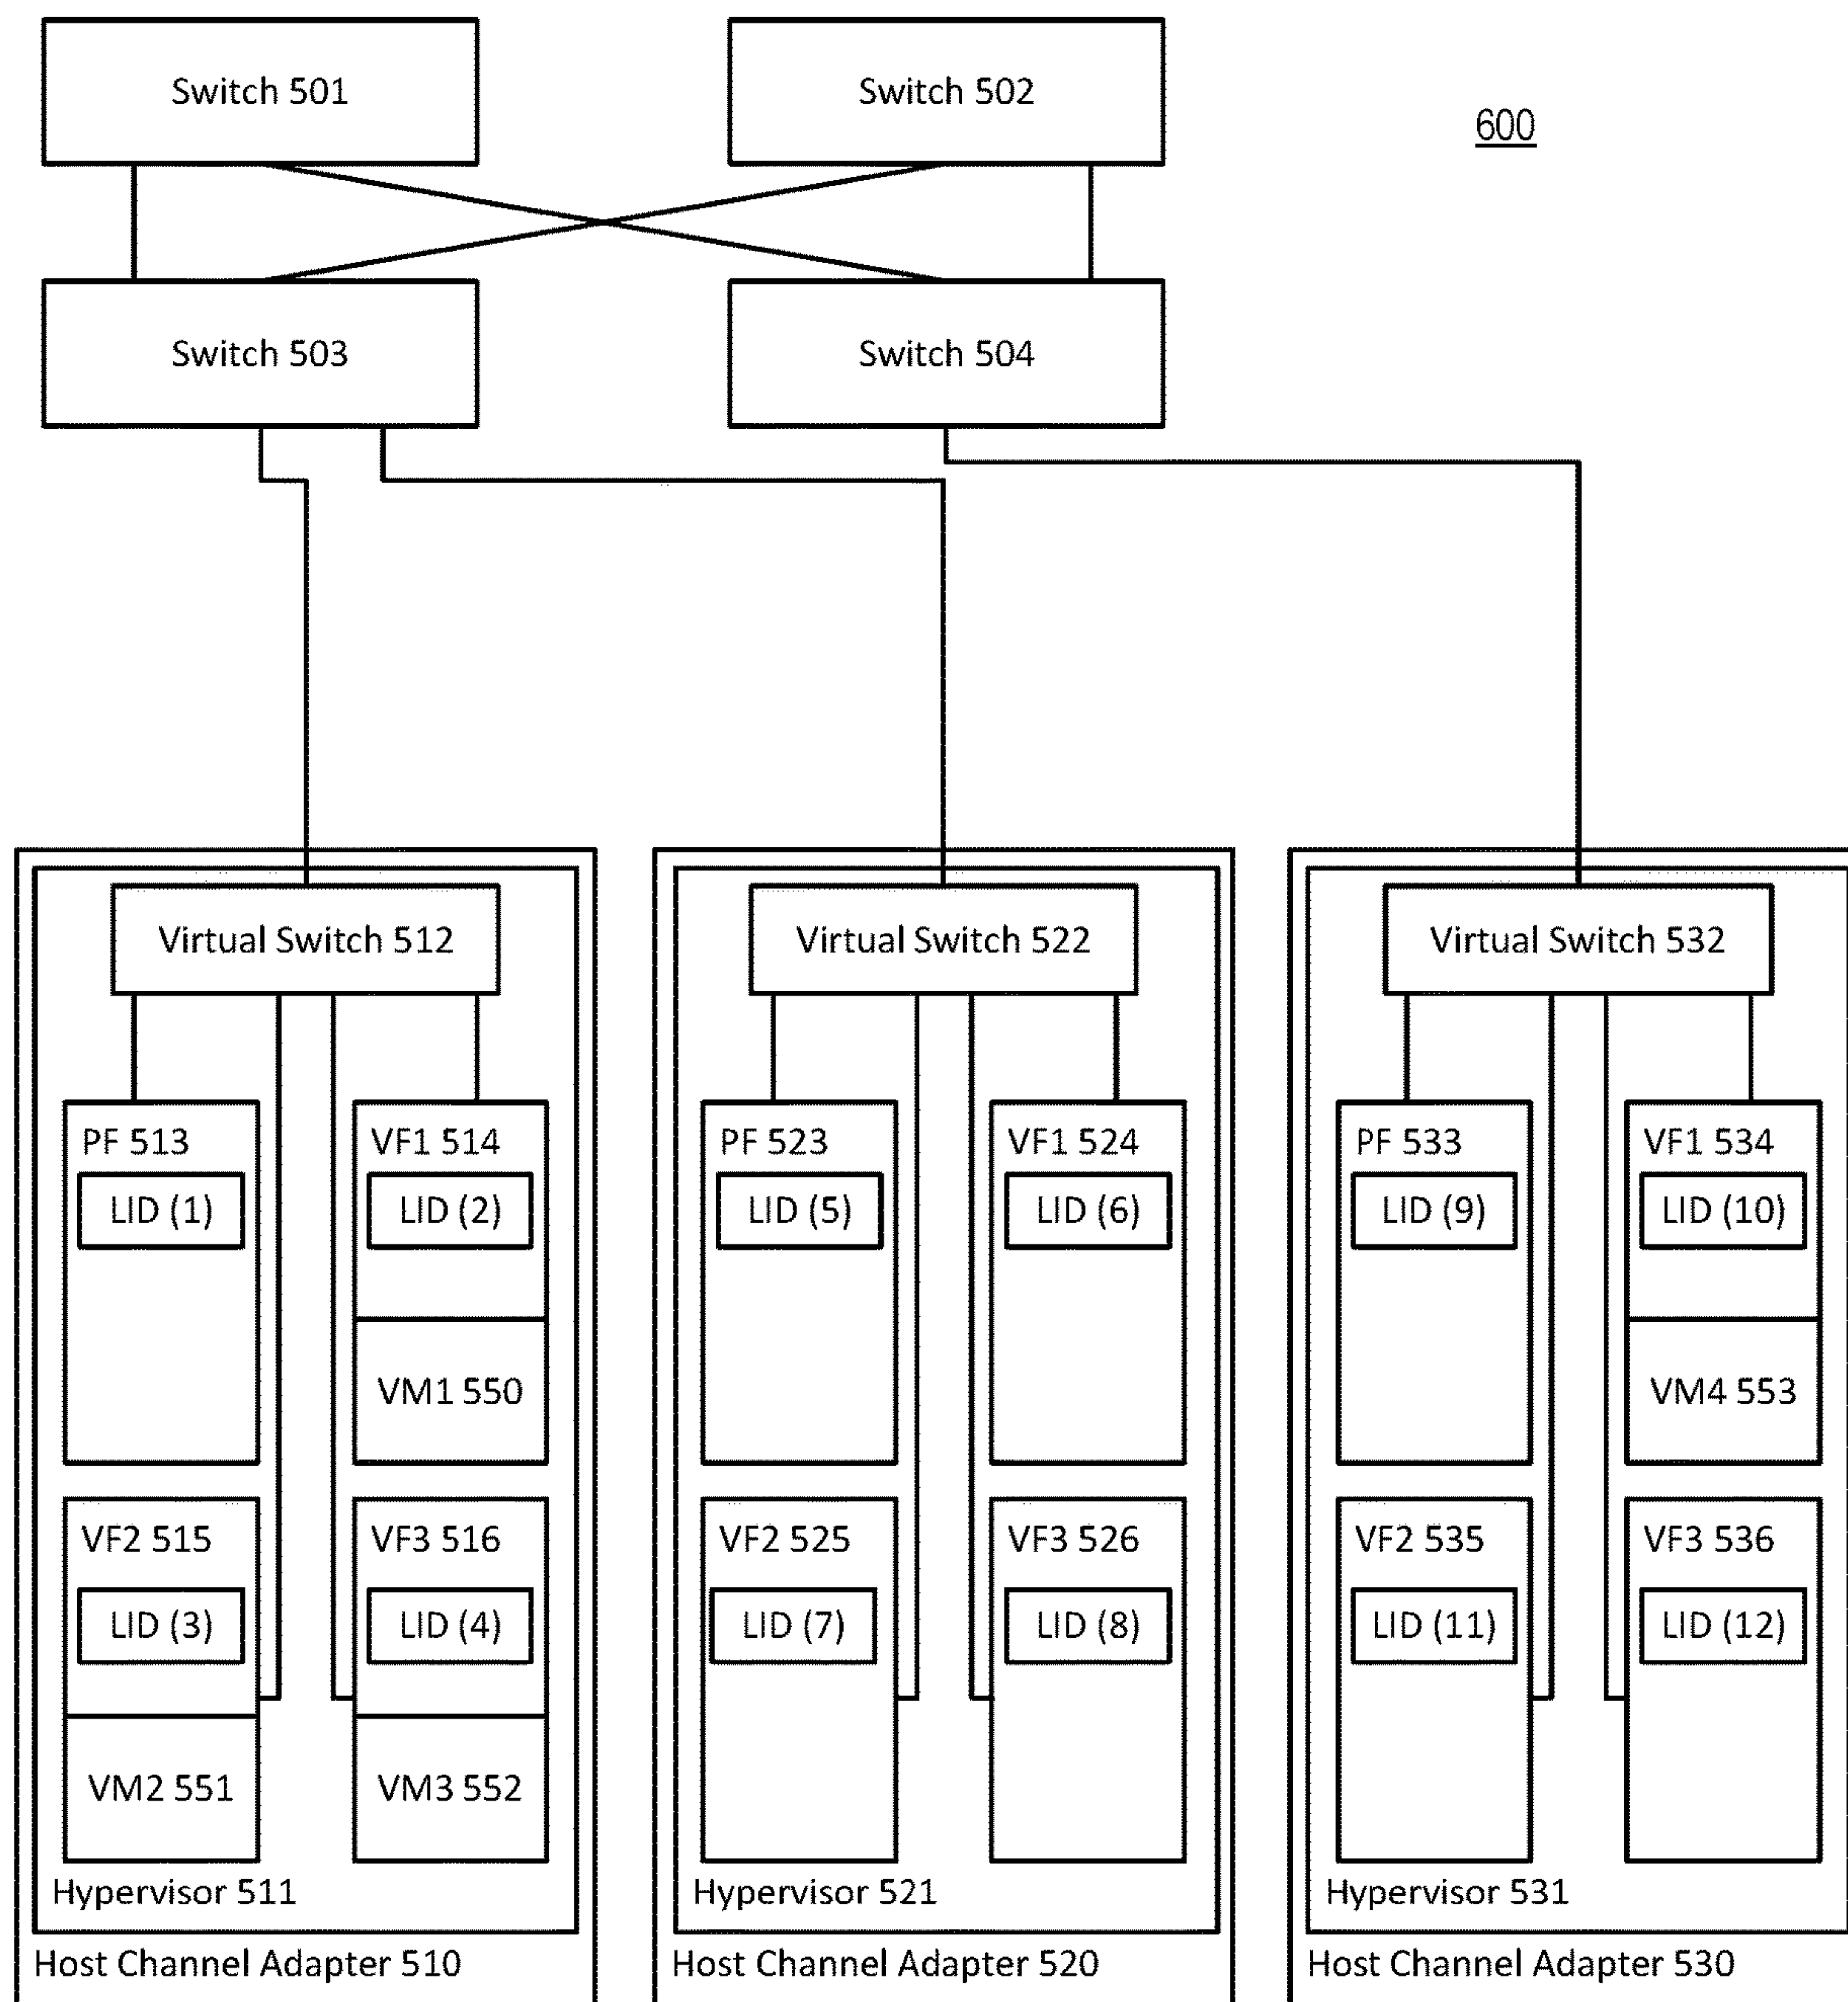 Switch 501
Switch 502
600
Switch 503
Switch 504
Virtual Switch 512
Virtual Switch 522
Virtual Switch 532
PF 513
LID (1)
VF1 514
LID (2)
VM1 550
VF2 515
LID (3)
VM2 551
VF3 516
LID (4)
VM3 552
Hypervisor 511
Host Channel Adapter 510
PF 523
LID (5)
VF1 524
LID (6)
VF2 525
LID (7)
VF3 526
LID (8)
Hypervisor 521
Host Channel Adapter 520
PF 533
LID (9)
VF1 534
LID (10)
VM4 553
VF2 535
LID (11)
VF3 536
LID (12)
Hypervisor 531
Host Channel Adapter 530